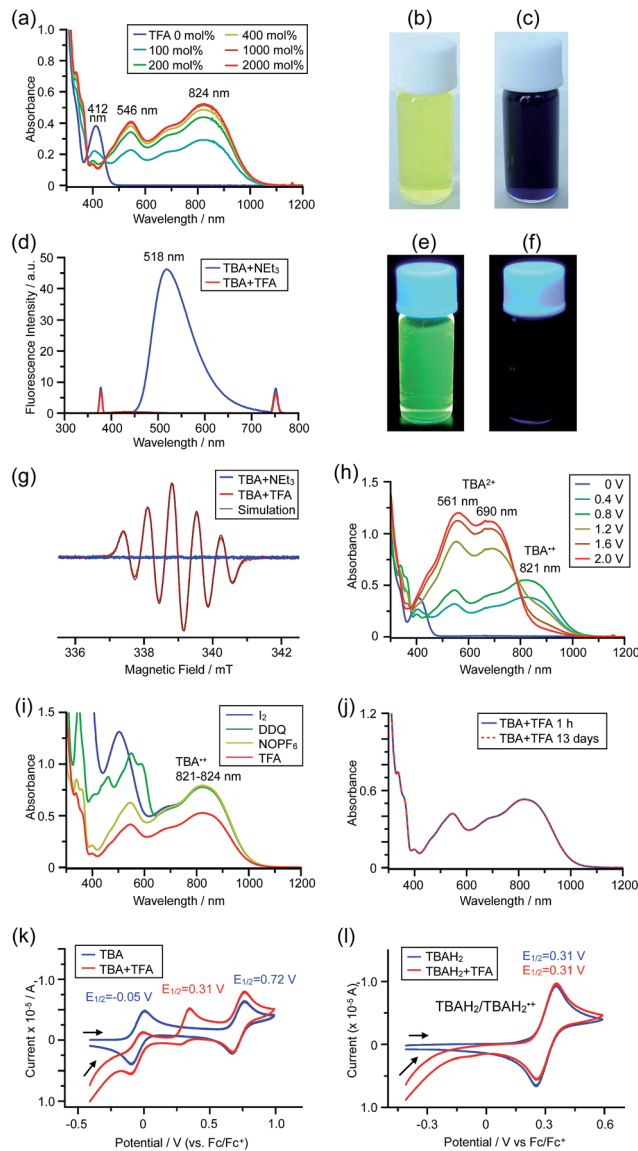 (a)
TFA 0 mol%
100 mol%
200 mol%
400 mol%
1000 mol%
2000 mol%
412
nm
546 nm
824 nm
1.0
0.8
0.6
0.4
0.2
0
Absorbance
400 600 800 1000 1200
Wavelength / nm
(b)
(c)
(d)
TBA+NEt₃
TBA+TFA
518 nm
50
40
30
20
10
0
Fluorescence Intensity / a.u.
300 400 500 600 700 800
Wavelength / nm
(e)
(f)
(g)
TBA+NEt₃
TBA+TFA
Simulation
336 338 340 342
Magnetic Field / mT
(h)
TBA²⁺
561 nm
690 nm
TBA•⁺
821 nm
0 V
0.4 V
0.8 V
1.2 V
1.6 V
2.0 V
1.5
1.0
0.5
0
Absorbance
400 600 800 1000 1200
Wavelength / nm
(i)
I₂
DDQ
NOPF₆
TFA
TBA•⁺
821-824 nm
1.5
1.0
0.5
0
Absorbance
400 600 800 1000 1200
Wavelength / nm
(j)
TBA+TFA 1 h
TBA+TFA 13 days
1.2
0.8
0.4
0
Absorbance
400 600 800 1000 1200
Wavelength / nm
(k)
TBA
TBA+TFA
E₁/₂=-0.05 V
E₁/₂=0.31 V
E₁/₂=0.72 V
1.0
0
1.0
Current x 10⁻⁵ / A
-0.5 0 0.5 1.0
Potential / V (vs. Fc/Fc⁺)
(l)
TBAH₂
TBAH₂+TFA
E₁/₂=0.31 V
E₁/₂=0.31 V
TBAH₂/TBAH₂•⁺
1.0
0
1.0
Current x 10⁻⁵ A)
-0.3 0 0.3 0.6
Potential / V vs Fc/Fc⁺